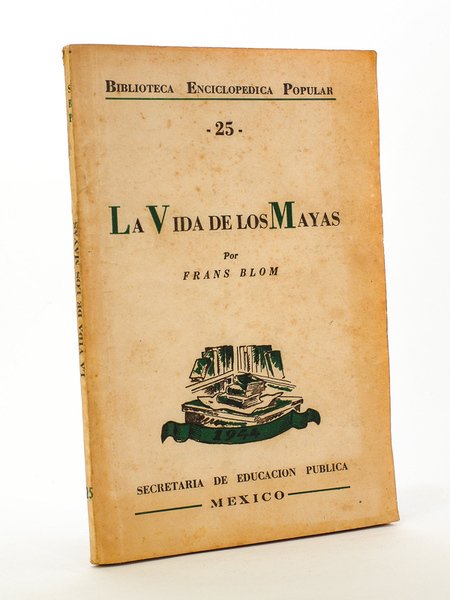 BIBLIOTECA ENCICLOPEDICA POPULAR
- 25 -
LA VIDA DE LOS MAYAS
Por
FRANS BLOM
1944
SECRETARIA DE EDUCACION PUBLICA
MEXICO
S E P
LA VIDA DE LOS MAYAS
25